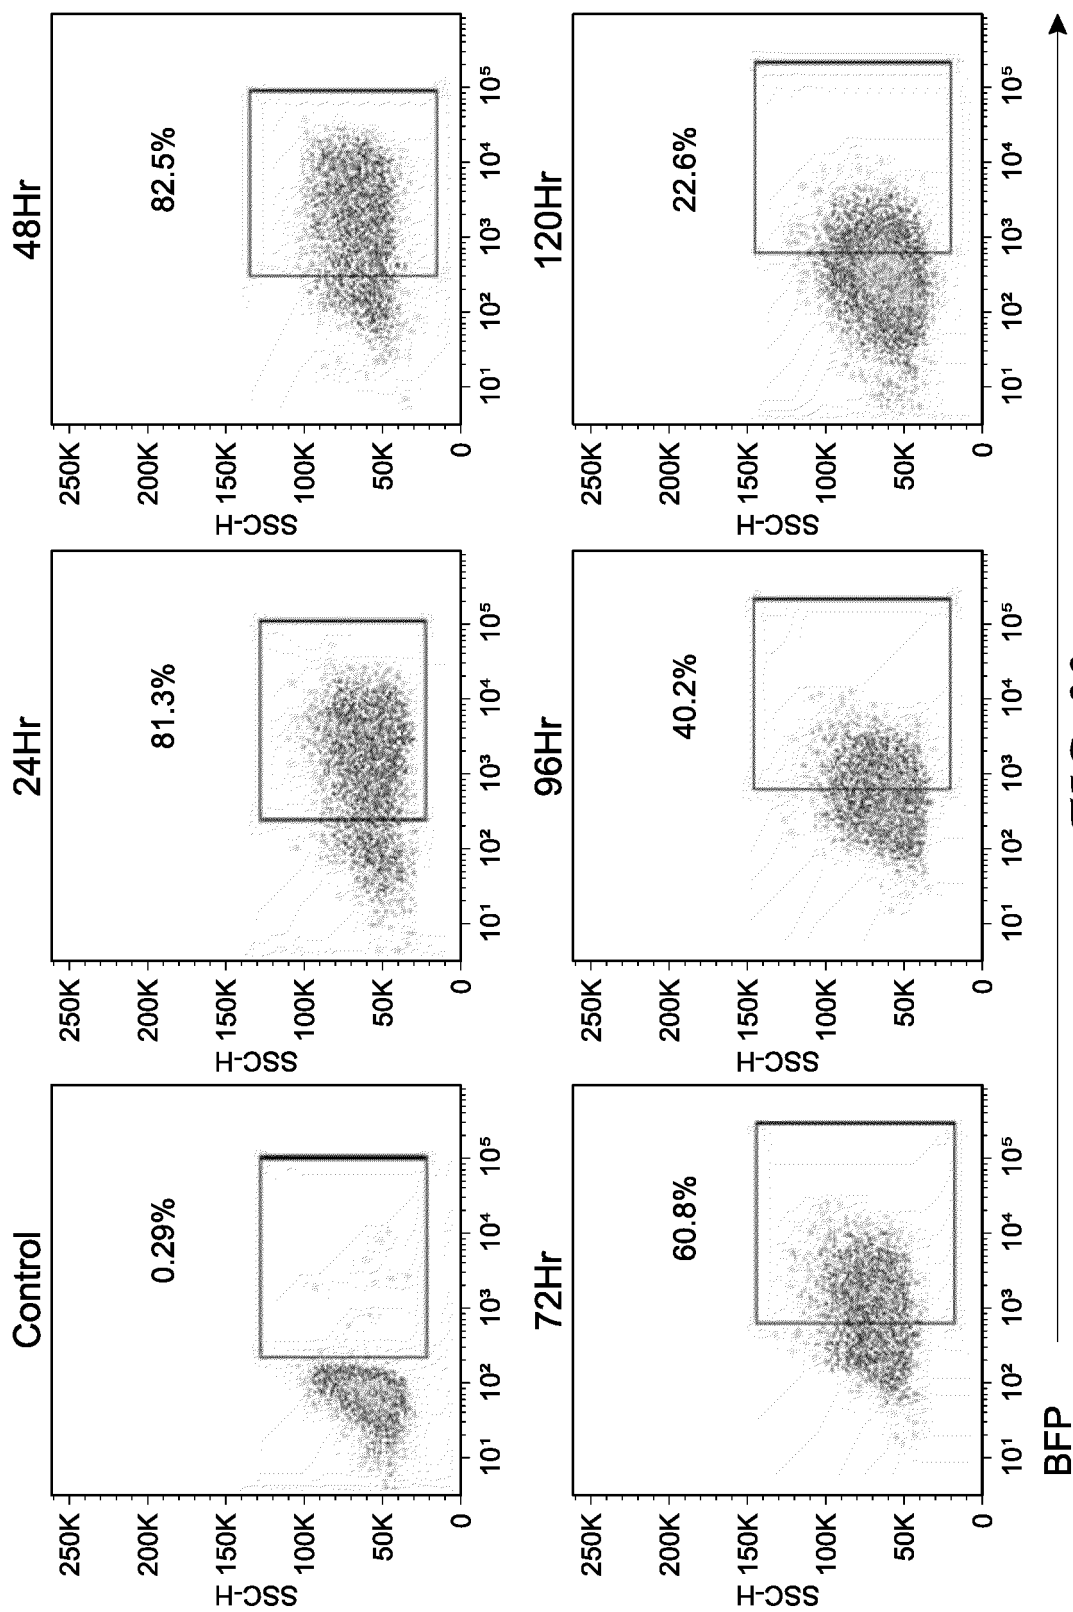 Control
0.29%
SSC-H
250K
200K
150K
100K
50K
0
10¹
10²
10³
10⁴
10⁵
24Hr
81.3%
SSC-H
250K
200K
150K
100K
50K
0
10¹
10²
10³
10⁴
10⁵
48Hr
82.5%
SSC-H
250K
200K
150K
100K
50K
0
10¹
10²
10³
10⁴
10⁵
72Hr
60.8%
SSC-H
250K
200K
150K
100K
50K
0
10¹
10²
10³
10⁴
10⁵
96Hr
40.2%
SSC-H
250K
200K
150K
100K
50K
0
10¹
10²
10³
10⁴
10⁵
120Hr
22.6%
SSC-H
250K
200K
150K
100K
50K
0
10¹
10²
10³
10⁴
10⁵
BFP